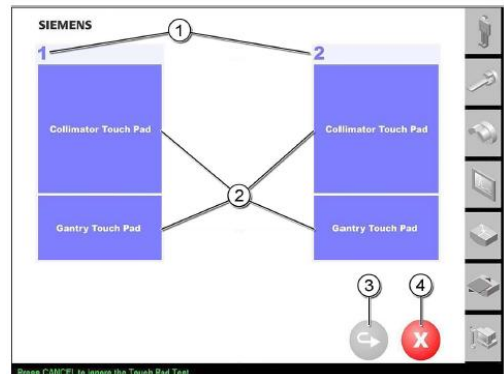 SIEMENS
1
1
2
Collimator Touch Pad
Collimator Touch Pad
2
Gantry Touch Pad
Gantry Touch Pad
3
4
X
Press CANCEL to ignore the Touch Pad Test